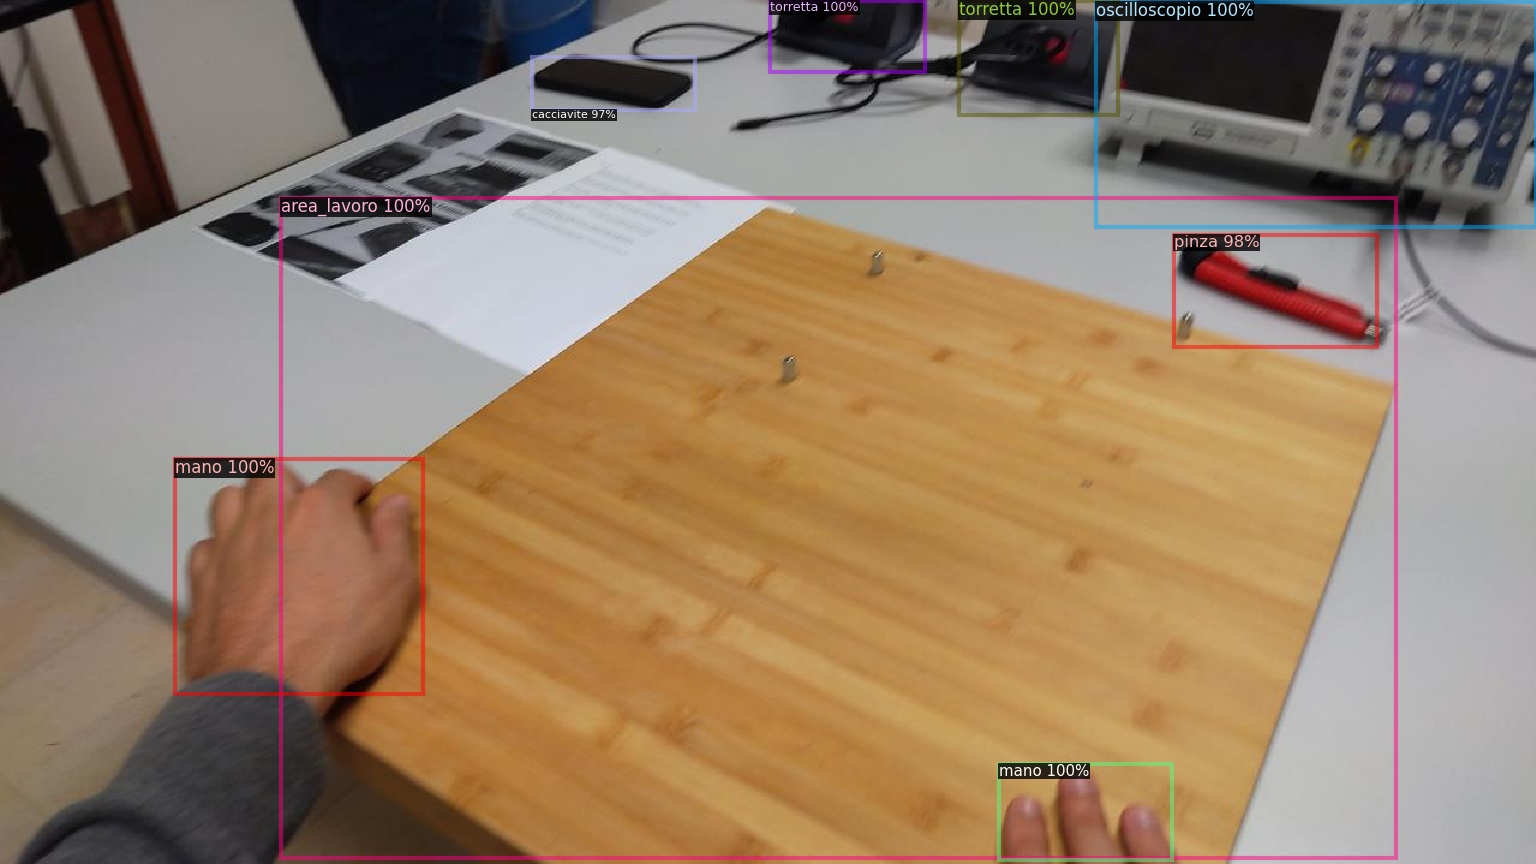 torretta 100%
torretta 100%
oscilloscopio 100%
cacciavite 97%
area_lavoro 100%
pinza 98%
mano 100%
mano 100%